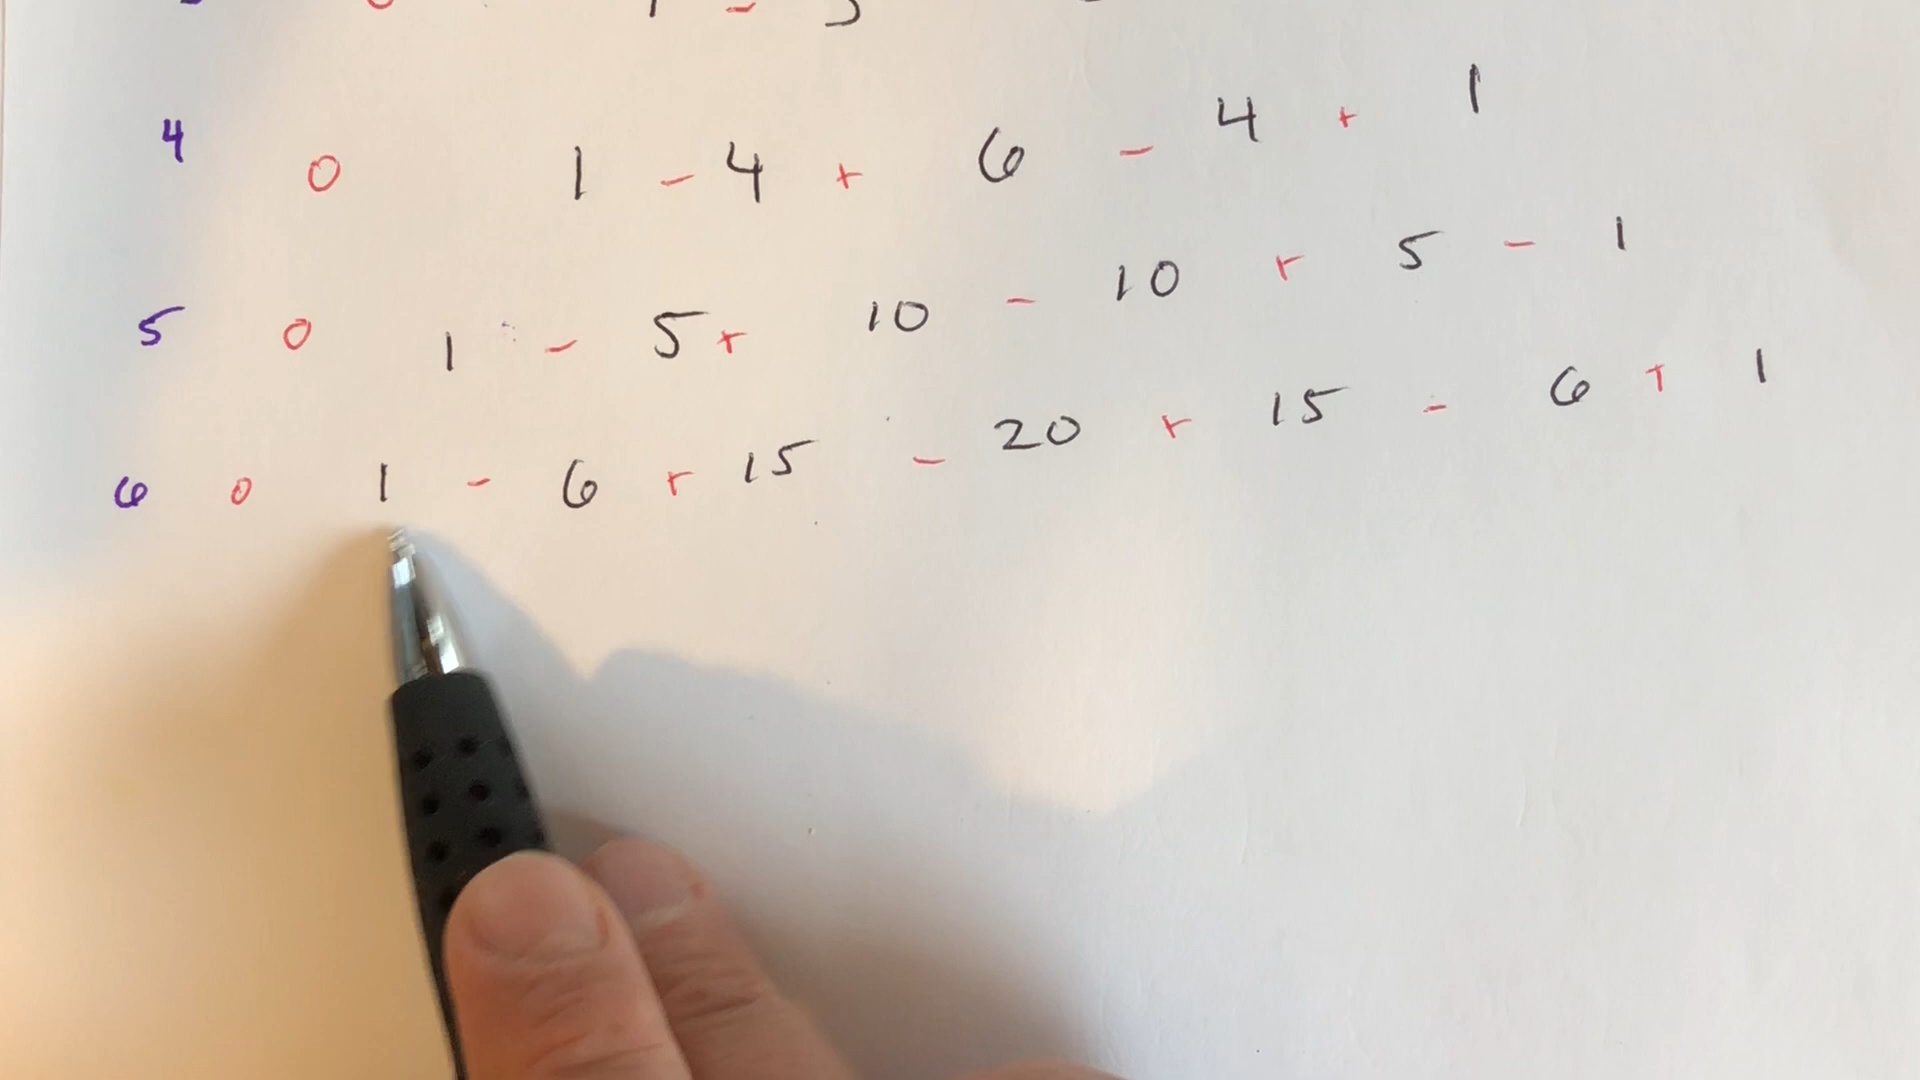 4 0 1 - 4 + 6 - 4 + 1
5 0 1 - 5 + 10 - 10 + 5 - 1
6 0 1 - 6 + 15 - 20 + 15 - 6 + 1